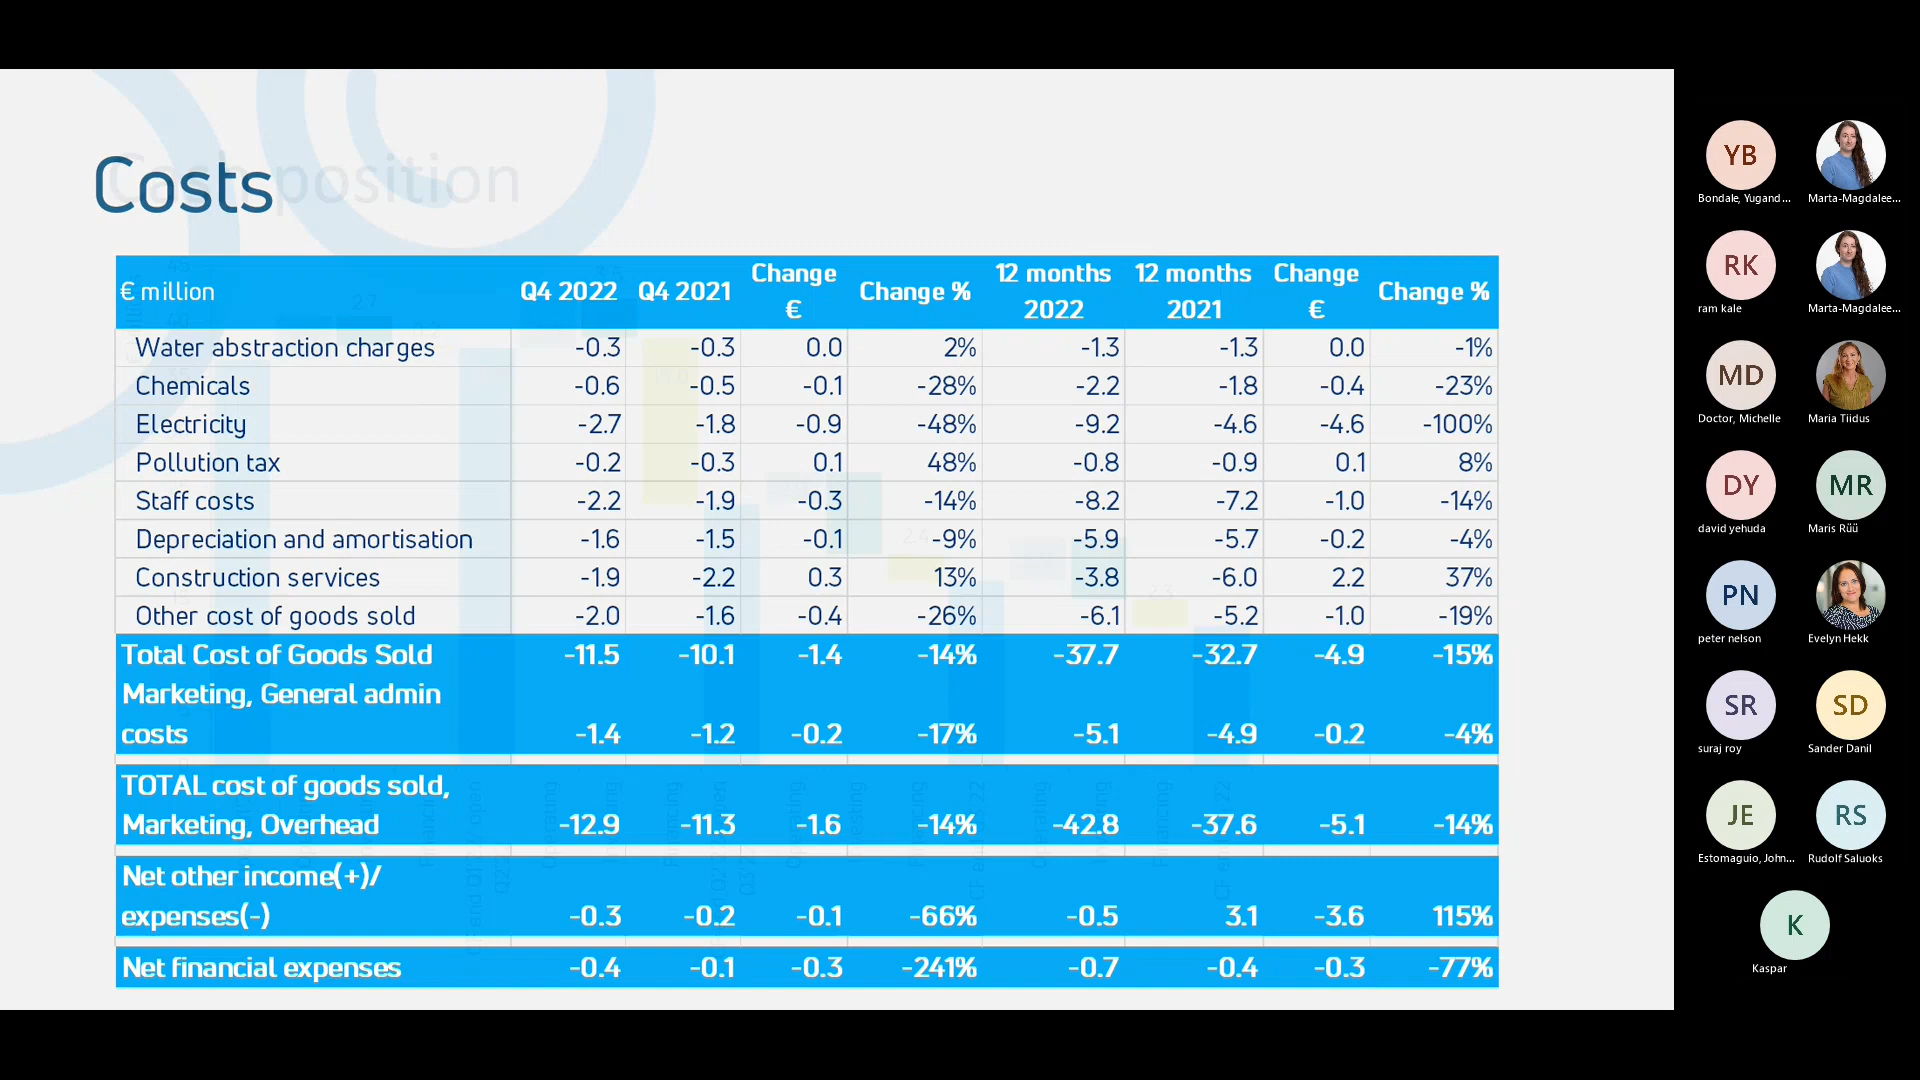 Costs
Cash position
€ million Q4 2022 Q4 2021 Change € Change % 12 months 2022 12 months 2021 Change € Change %
Water abstraction charges -0.3 -0.3 0.0 2% -1.3 -1.3 0.0 -1%
Chemicals -0.6 -0.5 -0.1 -28% -2.2 -1.8 -0.4 -23%
Electricity -2.7 -1.8 -0.9 -48% -9.2 -4.6 -4.6 -100%
Pollution tax -0.2 -0.3 0.1 48% -0.8 -0.9 0.1 8%
Staff costs -2.2 -1.9 -0.3 -14% -8.2 -7.2 -1.0 -14%
Depreciation and amortisation -1.6 -1.5 -0.1 -9% -5.9 -5.7 -0.2 -4%
Construction services -1.9 -2.2 0.3 13% -3.8 -6.0 2.2 37%
Other cost of goods sold -2.0 -1.6 -0.4 -26% -6.1 -5.2 -1.0 -19%
Total Cost of Goods Sold -11.5 -10.1 -1.4 -14% -37.7 -32.7 -4.9 -15%
Marketing, General admin
costs -1.4 -1.2 -0.2 -17% -5.1 -4.9 -0.2 -4%
TOTAL cost of goods sold,
Marketing, Overhead -12.9 -11.3 -1.6 -14% -42.8 -37.6 -5.1 -14%
Net other income(+)/
expenses(-) -0.3 -0.2 -0.1 -66% -0.5 3.1 -3.6 115%
Net financial expenses -0.4 -0.1 -0.3 -241% -0.7 -0.4 -0.3 -77%
YB
Bondale, Yugand...
Marta-Magdalee...
RK
ram kale
Marta-Magdalee...
MD
Doctor, Michelle
Maria Tiidus
DY
david yehuda
MR
Maris Rüü
PN
peter nelson
Evelyn Hekk
SR
suraj roy
SD
Sander Danil
JE
Estomaguio, John...
RS
Rudolf Saluoks
K
Kaspar